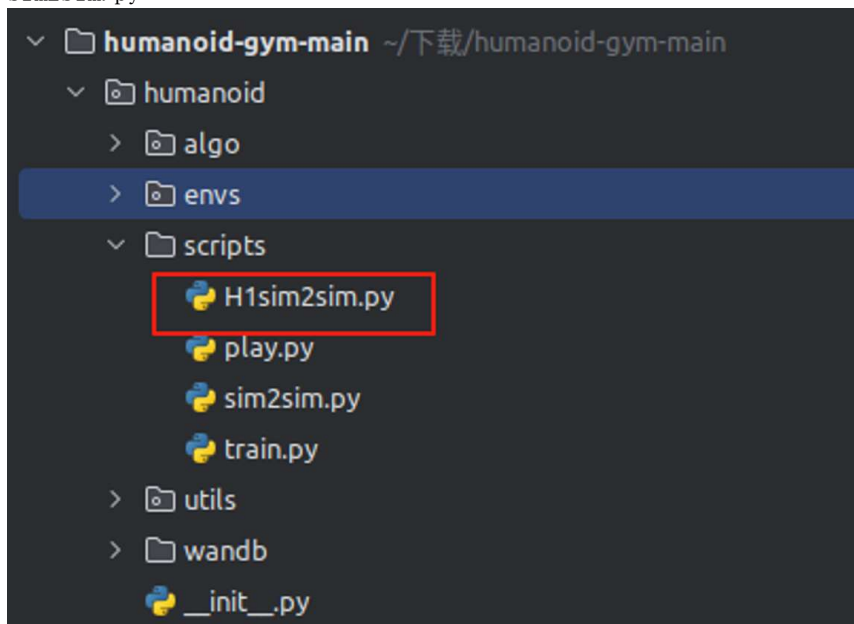 humanoid-gym-main ~/下载/humanoid-gym-main
humanoid
algo
envs
scripts
H1sim2sim.py
play.py
sim2sim.py
train.py
utils
wandb
__init__.py